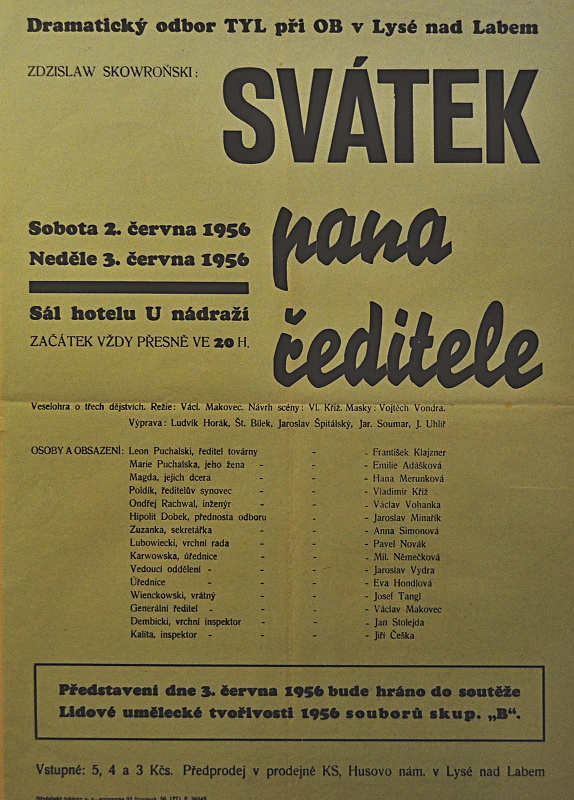 Dramatický odbor TYL při OB v Lysé nad Labem
ZDZISLAW SKOWROŃSKI:
SVÁTEK
pana
ředitele
Sobota 2. června 1956
Neděle 3. června 1956
Sál hotelu U nádraží
ZAČÁTEK VŽDY PŘESNĚ VE 20 H.
Veselohra o třech dějstvích. Režie: Václ. Makovec. Návrh scény: Vl. Kříž. Masky: Vojtěch Vondra.
Výprava: Ludvík Horák, Št. Bílek, Jaroslav Špitálský, Jar. Soumar, J. Uhlíř
OSOBY A OBSAZENÍ: Leon Puchalski, ředitel továrny - - František Klajzner
Marie Puchalska, jeho žena - - - Emilie Adášková
Magda, jejich dcera - - - Hana Merunková
Poldík, ředitelův synovec - - - Vladimír Kříž
Ondřej Rachwal, inženýr - - - Václav Vohanka
Hipolit Dobek, přednosta odboru - - Jaroslav Minařík
Zuzanka, sekretářka - - - Anna Simonová
Lubowiecki, vrchní rada - - - Pavel Novák
Karwowska, úřednice - - - Mil. Němečková
Vedoucí oddělení - - - - Jaroslav Vydra
Úřednice - - - - Eva Hondlová
Wienckowski, vrátný - - - Josef Tangl
Generální ředitel - - - - Václav Makovec
Dembicki, vrchní inspektor - - - Jan Stolejda
Kalita, inspektor - - - - Jiří Češka
Představení dne 3. června 1956 bude hráno do soutěže
Lidové umělecké tvořivosti 1956 souborů skup. „B“.
Vstupné: 5, 4 a 3 Kčs. Předprodej v prodejně KS, Husovo nám. v Lysé nad Labem